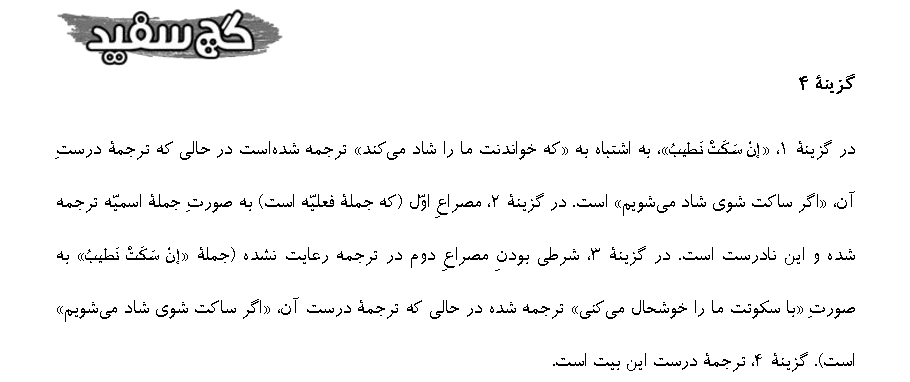 گچ سفید
گزینهٔ ۴
در گزینهٔ ۱، «إنْ سَکَتْ نَطیبُ»، به اشتباه به «که خواندنت ما را شاد می‌کند» ترجمه شده‌است در حالی که ترجمهٔ درستِ
آن، «اگر ساکت شوی شاد می‌شویم» است. در گزینهٔ ۲، مصراعِ اوّل (که جملهٔ فعلیّه است) به صورتِ جملهٔ اسمیّه ترجمه
شده و این نادرست است. در گزینهٔ ۳، شرطی بودنِ مصراعِ دوم در ترجمه رعایت نشده (جملهٔ «إنْ سَکَتْ نَطیبُ» به
صورتِ «با سکوتت ما را خوشحال می‌کنی» ترجمه شده در حالی که ترجمهٔ درست آن، «اگر ساکت شوی شاد می‌شویم»
است). گزینهٔ ۴، ترجمهٔ درست این بیت است.